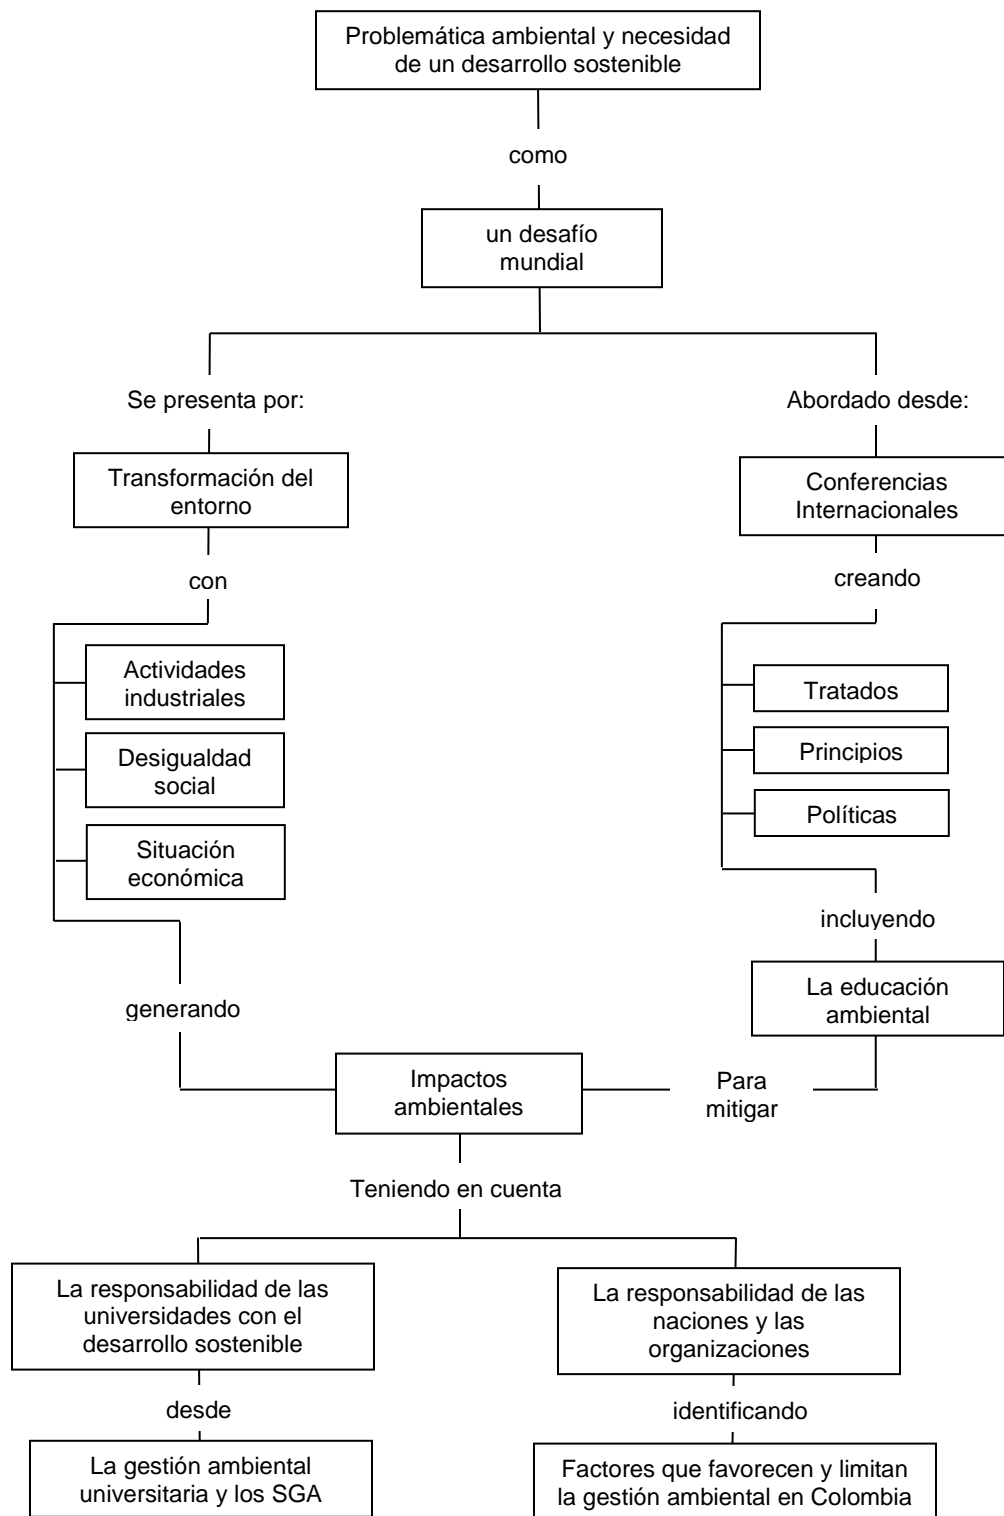 Problemática ambiental y necesidad
de un desarrollo sostenible
como
un desafío
mundial
Se presenta por:
Abordado desde:
Transformación del
entorno
Conferencias
Internacionales
con
creando
Actividades
industriales
Desigualdad
social
Situación
económica
Tratados
Principios
Políticas
incluyendo
La educación
ambiental
generando
Impactos
ambientales
Para
mitigar
Teniendo en cuenta
La responsabilidad de las
universidades con el
desarrollo sostenible
La responsabilidad de las
naciones y las
organizaciones
desde
identificando
La gestión ambiental
universitaria y los SGA
Factores que favorecen y limitan
la gestión ambiental en Colombia